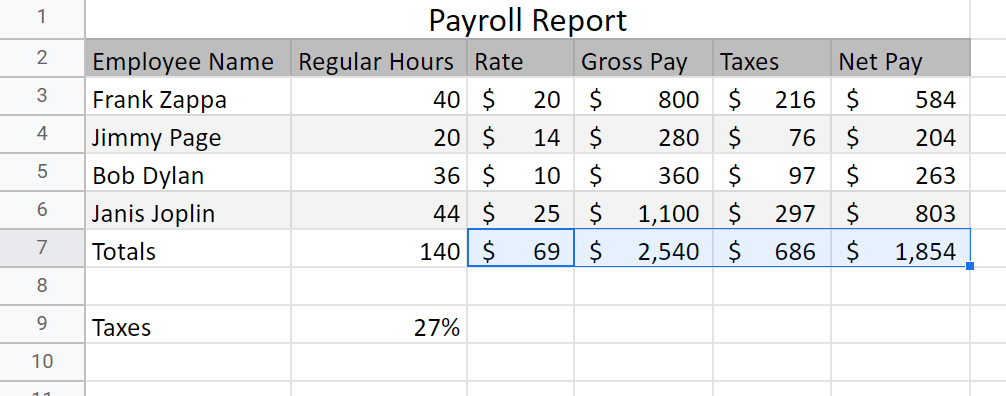 1 Payroll Report
2 Employee Name Regular Hours Rate Gross Pay Taxes Net Pay
3 Frank Zappa 40 $ 20 $ 800 $ 216 $ 584
4 Jimmy Page 20 $ 14 $ 280 $ 76 $ 204
5 Bob Dylan 36 $ 10 $ 360 $ 97 $ 263
6 Janis Joplin 44 $ 25 $ 1,100 $ 297 $ 803
7 Totals 140 $ 69 $ 2,540 $ 686 $ 1,854
8
9 Taxes 27%
10